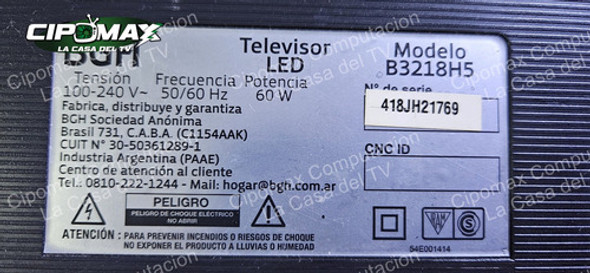 CIPOMAX
LA CASA DEL TV
BGH
Televisor
LED
Modelo
B3218H5
Tensión Frecuencia Potencia
100-240 V~ 50/60 Hz 60 W
Nº de serie
418JH21769
Fabrica, distribuye y garantiza
BGH Sociedad Anónima
Brasil 731, C.A.B.A. (C1154AAK)
CUIT N° 30-50361289-1
Industria Argentina (PAAE)
Centro de atención al cliente
Tel.: 0810-222-1244 - Mail: hogar@bgh.com.ar
CNC ID
PELIGRO
PELIGRO DE CHOQUE ELÉCTRICO
NO ABRIR
ATENCIÓN : PARA PREVENIR INCENDIOS O RIESGOS DE CHOQUE
NO EXPONER EL PRODUCTO A LLUVIAS O HUMEDAD
54E001414
Cipomax Computacion
La Casa del TV